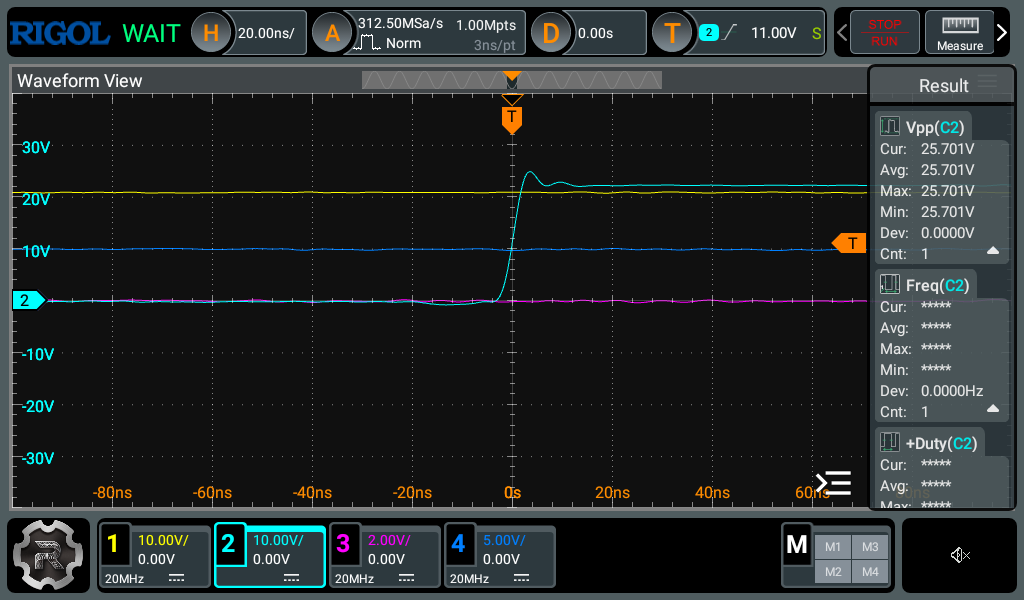 RIGOL WAIT H 20.00ns/ A 312.50MSa/s 1.00Mpts Norm 3ns/pt D 0.00s T 2 11.00V S STOP RUN Measure
Waveform View
T
Result
30V
20V
10V
2
-10V
-20V
-30V
T
-80ns -60ns -40ns -20ns 0s 20ns 40ns 60ns 80ns
Vpp(C2)
Cur: 25.701V
Avg: 25.701V
Max: 25.701V
Min: 25.701V
Dev: 0.0000V
Cnt: 1
Freq(C2)
Cur: *****
Avg: *****
Max: *****
Min: *****
Dev: 0.0000Hz
Cnt: 1
+Duty(C2)
Cur: *****
Avg: *****
Max: *****
1 10.00V/ 0.00V 20MHz
2 10.00V/ 0.00V 20MHz
3 2.00V/ 0.00V 20MHz
4 5.00V/ 0.00V 20MHz
M M1 M3 M2 M4